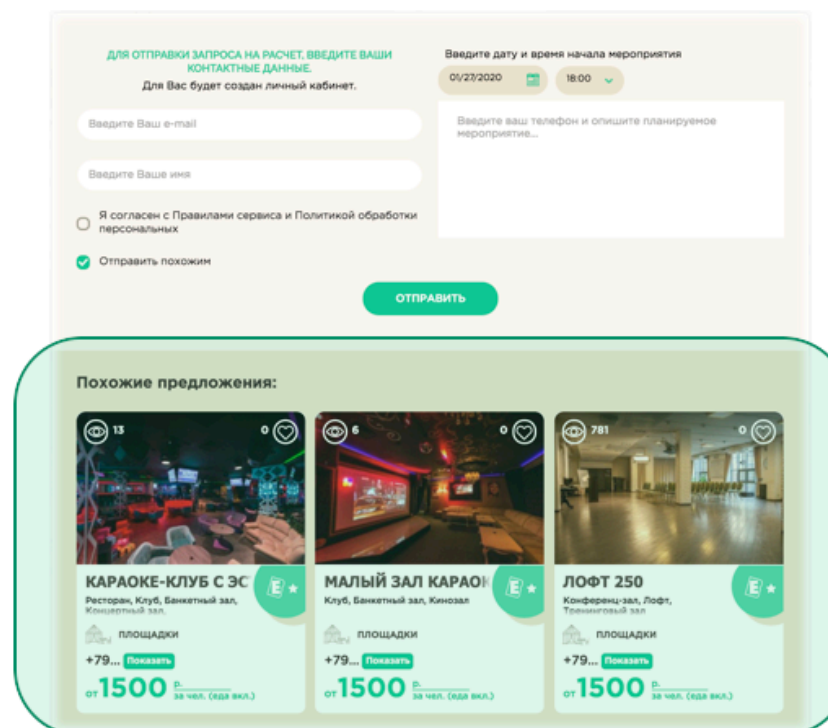 ДЛЯ ОТПРАВКИ ЗАПРОСА НА РАСЧЕТ, ВВЕДИТЕ ВАШИ
КОНТАКТНЫЕ ДАННЫЕ.
Для Вас будет создан личный кабинет.
Введите Ваш e-mail
Введите Ваше имя
Я согласен с Правилами сервиса и Политикой обработки
персональных
Отправить похожим
Введите дату и время начала мероприятия
01/27/2020 18:00
Введите ваш телефон и опишите планируемое
мероприятие...
ОТПРАВИТЬ
Похожие предложения:
13 0
КАРАОКЕ-КЛУБ С ЭС
Ресторан, Клуб, Банкетный зал,
Концертный зал,
ПЛОЩАДКИ
+79... Показать
от 1500 р.
за чел. (еда вкл.)
6 0
МАЛЫЙ ЗАЛ КАРАОК
Клуб, Банкетный зал, Кинозал
ПЛОЩАДКИ
+79... Показать
от 1500 р.
за чел. (еда вкл.)
781 0
ЛОФТ 250
Конференц-зал, Лофт,
Тренинговый зал
ПЛОЩАДКИ
+79... Показать
от 1500 р.
за чел. (еда вкл.)